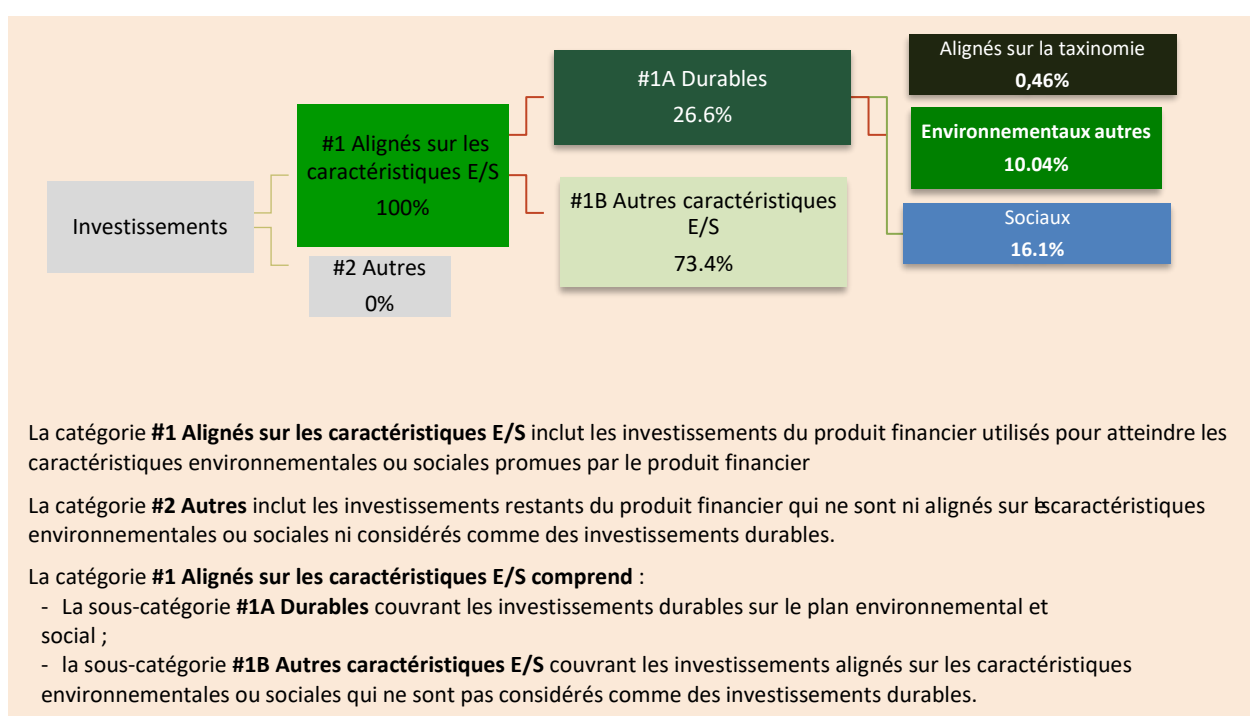 Investissements
#1 Alignés sur les
caractéristiques E/S
100%
#2 Autres
0%
#1A Durables
26.6%
#1B Autres caractéristiques
E/S
73.4%
Alignés sur la taxinomie
0,46%
Environnementaux autres
10.04%
Sociaux
16.1%
La catégorie #1 Alignés sur les caractéristiques E/S inclut les investissements du produit financier utilisés pour atteindre les
caractéristiques environnementales ou sociales promues par le produit financier
La catégorie #2 Autres inclut les investissements restants du produit financier qui ne sont ni alignés sur lescaractéristiques
environnementales ou sociales ni considérés comme des investissements durables.
La catégorie #1 Alignés sur les caractéristiques E/S comprend :
- La sous-catégorie #1A Durables couvrant les investissements durables sur le plan environnemental et
social ;
- la sous-catégorie #1B Autres caractéristiques E/S couvrant les investissements alignés sur les caractéristiques
environnementales ou sociales qui ne sont pas considérés comme des investissements durables.